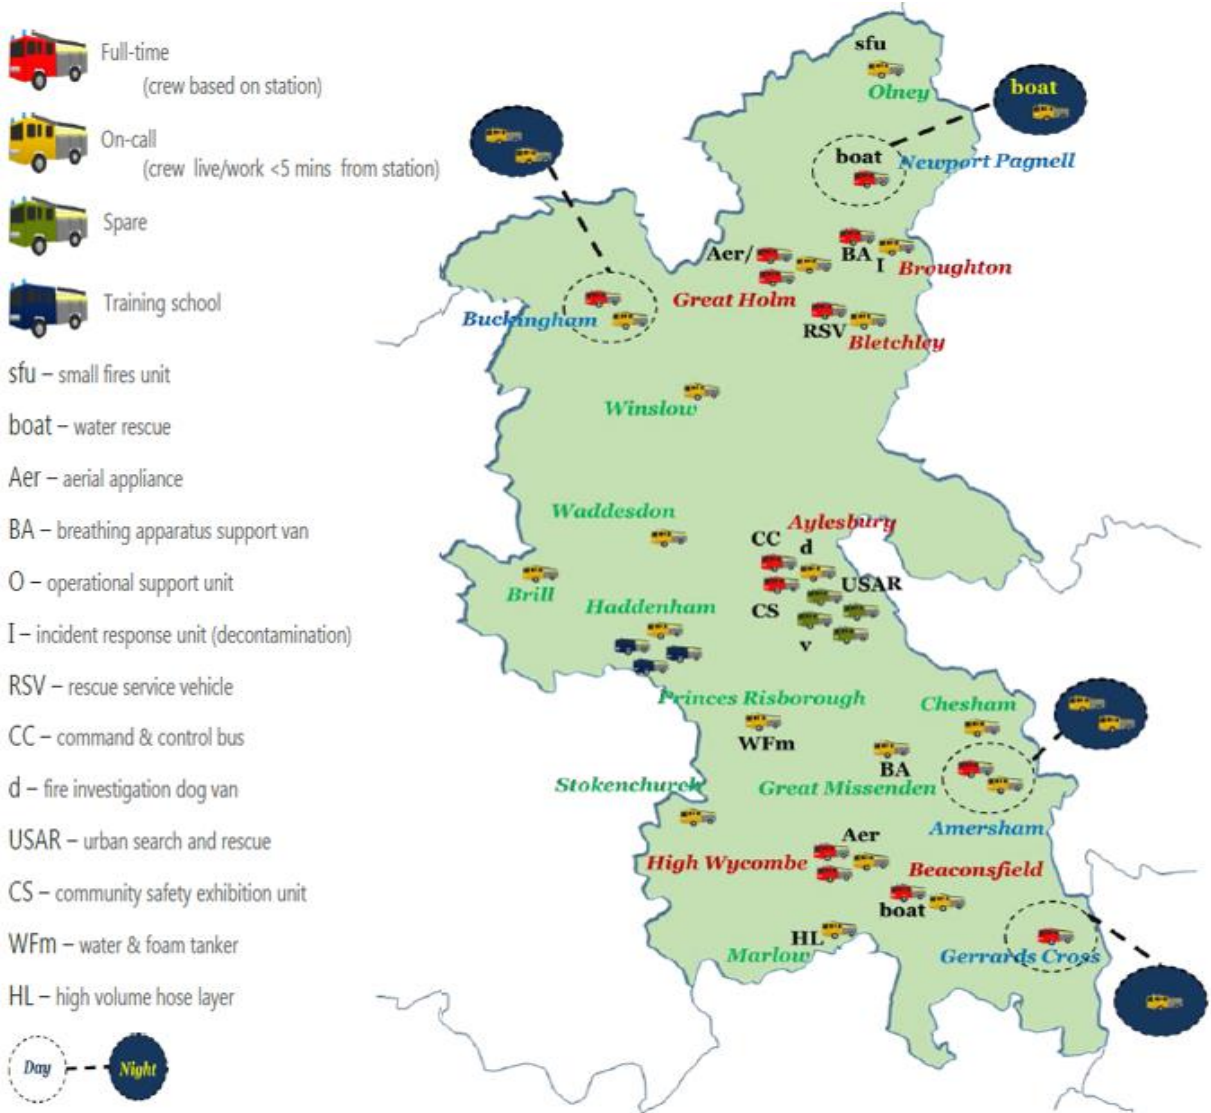 Full-time
(crew based on station)
On-call
(crew live/work <5 mins from station)
Spare
Training school
sfu – small fires unit
boat – water rescue
Aer – aerial appliance
BA – breathing apparatus support van
O – operational support unit
I – incident response unit (decontamination)
RSV – rescue service vehicle
CC – command & control bus
d – fire investigation dog van
USAR – urban search and rescue
CS – community safety exhibition unit
WFm – water & foam tanker
HL – high volume hose layer
Day
Night
sfu
Olney
boat
boat
Newport Pagnell
Aer/
BA
I
Broughton
Great Holm
Buckingham
RSV
Bletchley
Winslow
Waddesdon
Aylesbury
CC
d
Brill
USAR
Haddenham
CS
v
Princes Risborough
Chesham
WFm
BA
Stokenchurch
Great Missenden
Amersham
Aer
High Wycombe
Beaconsfield
boat
HL
Marlow
Gerrards Cross